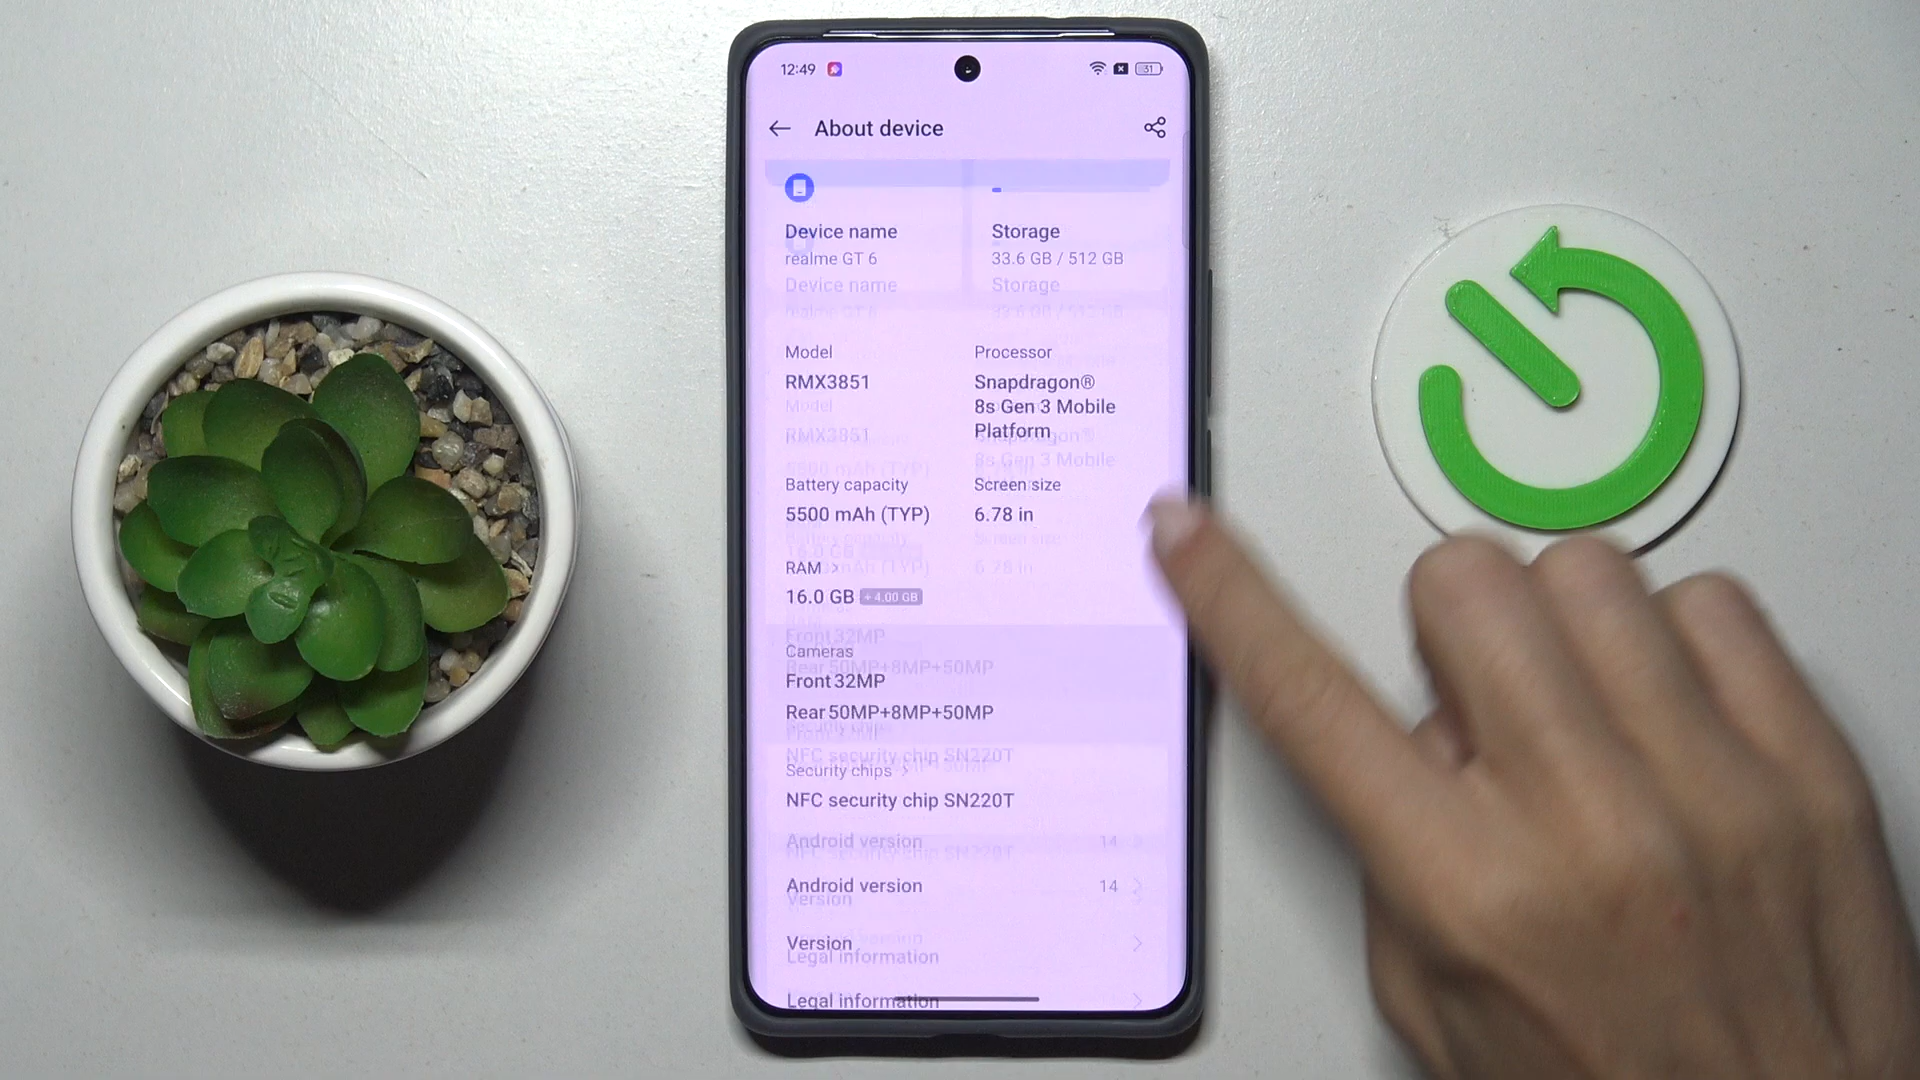 12:49
31
About device
Device name
realme GT 6
Storage
33.6 GB / 512 GB
Model
RMX3851
Processor
Snapdragon®
8s Gen 3 Mobile
Platform
Battery capacity
5500 mAh (TYP)
Screen size
6.78 in
RAM >
16.0 GB + 4.00 GB
Cameras
Front 32MP
Rear 50MP+8MP+50MP
Security chips >
NFC security chip SN220T
Android version 14 >
Version >
Legal information >